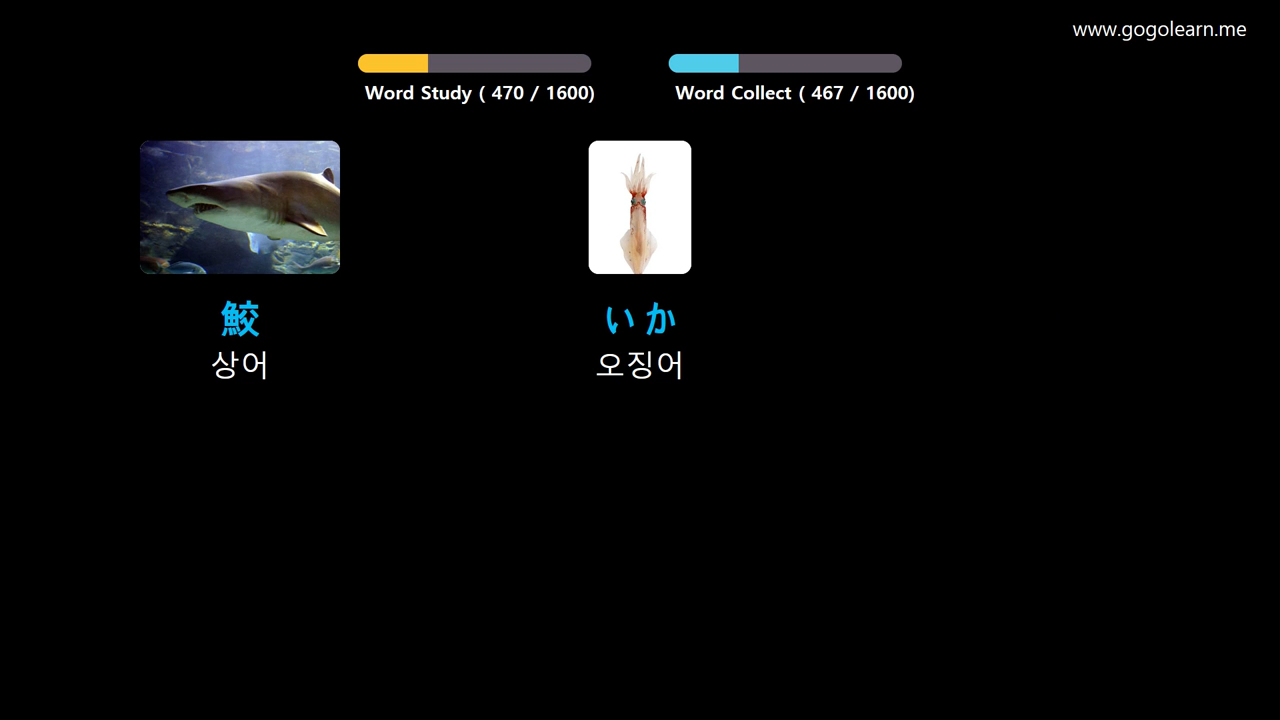 www.gogolearn.me
Word Study ( 470 / 1600)
Word Collect ( 467 / 1600)
鮫
상어
いか
오징어